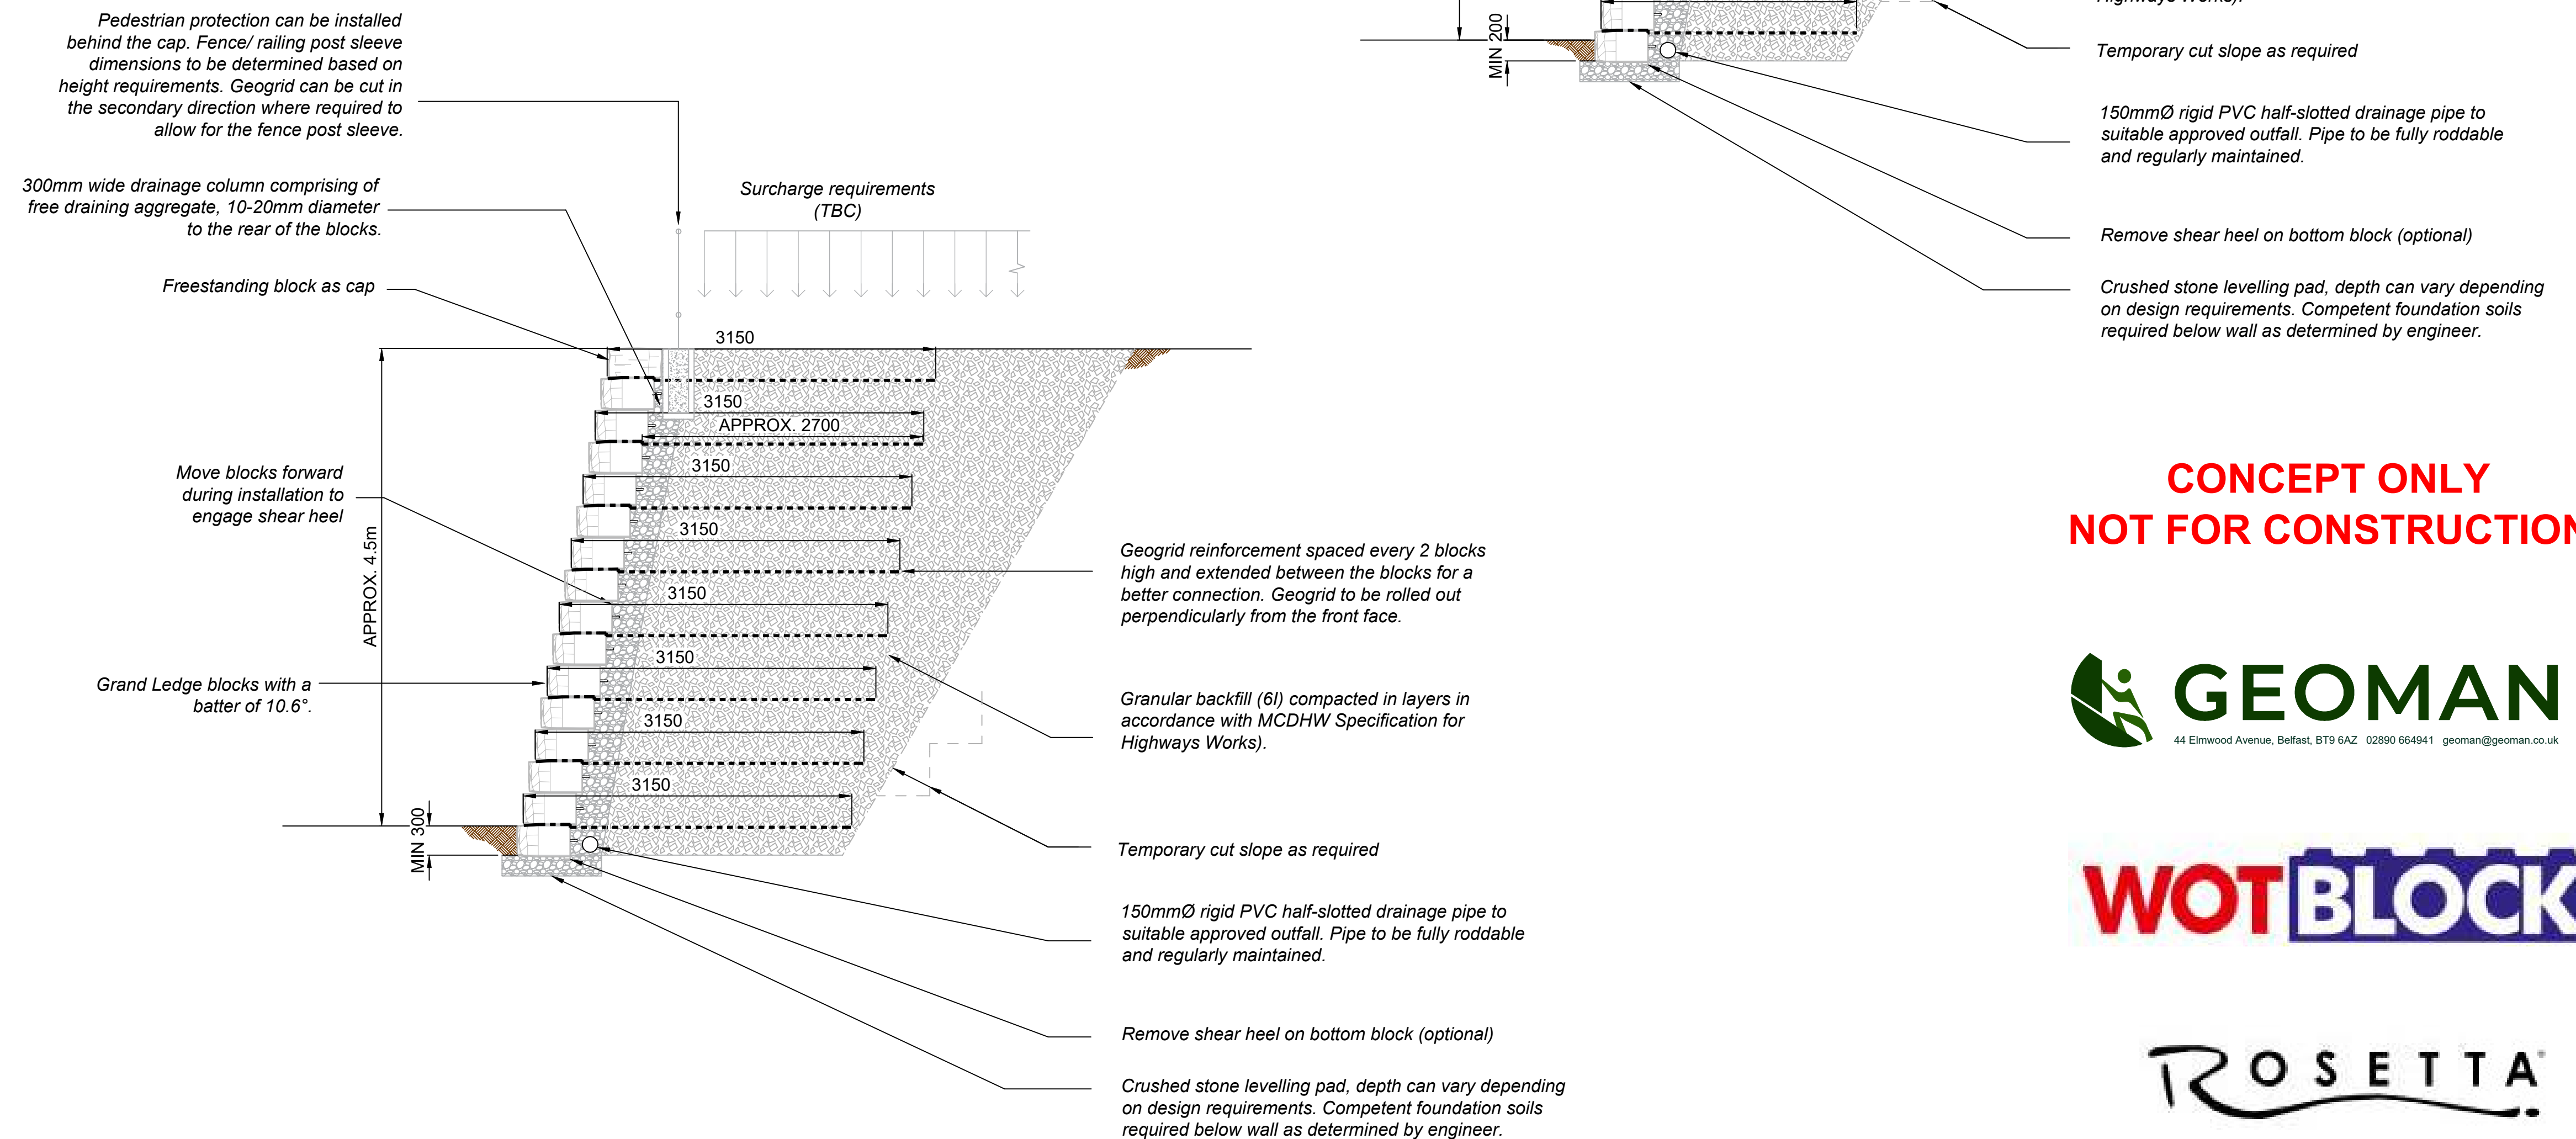 Pedestrian protection can be installed
behind the cap. Fence/ railing post sleeve
dimensions to be determined based on
height requirements. Geogrid can be cut in
the secondary direction where required to
allow for the fence post sleeve.
300mm wide drainage column comprising of
free draining aggregate, 10-20mm diameter
to the rear of the blocks.
Freestanding block as cap
Move blocks forward
during installation to
engage shear heel
Grand Ledge blocks with a
batter of 10.6°.
Surcharge requirements
(TBC)
3150
3150
APPROX. 2700
3150
3150
3150
3150
3150
3150
APPROX. 4.5m
MIN 300
Geogrid reinforcement spaced every 2 blocks
high and extended between the blocks for a
better connection. Geogrid to be rolled out
perpendicularly from the front face.
Granular backfill (6I) compacted in layers in
accordance with MCDHW Specification for
Highways Works).
Temporary cut slope as required
150mmØ rigid PVC half-slotted drainage pipe to
suitable approved outfall. Pipe to be fully roddable
and regularly maintained.
Remove shear heel on bottom block (optional)
Crushed stone levelling pad, depth can vary depending
on design requirements. Competent foundation soils
required below wall as determined by engineer.
MIN 200
Highways Works).
Temporary cut slope as required
150mmØ rigid PVC half-slotted drainage pipe to
suitable approved outfall. Pipe to be fully roddable
and regularly maintained.
Remove shear heel on bottom block (optional)
Crushed stone levelling pad, depth can vary depending
on design requirements. Competent foundation soils
required below wall as determined by engineer.
CONCEPT ONLY
NOT FOR CONSTRUCTION
GEOMAN
44 Elmwood Avenue, Belfast, BT9 6AZ 02890 664941 geoman@geoman.co.uk
WOTBLOCK
ROSETTA®